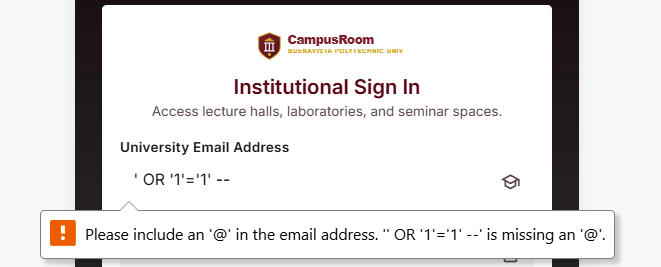 CampusRoom
BUENAVISTA POLYTECHNIC UNIV
Institutional Sign In
Access lecture halls, laboratories, and seminar spaces.
University Email Address
' OR '1'='1' --
Please include an '@' in the email address. '' OR '1'='1' --' is missing an '@'.